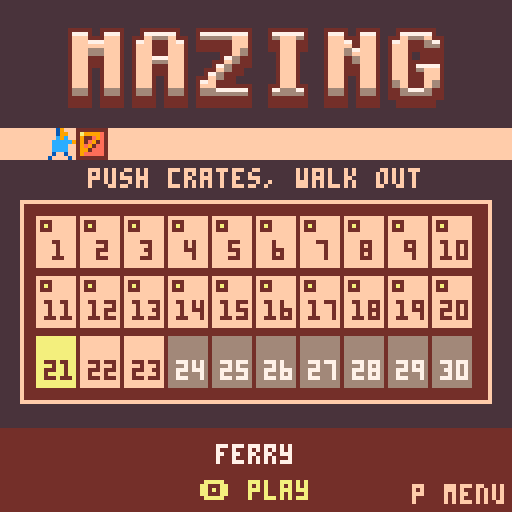 MAZING
PUSH CRATES, WALK OUT
1 2 3 4 5 6 7 8 9 10
11 12 13 14 15 16 17 18 19 20
21 22 23 24 25 26 27 28 29 30
FERRY
PLAY
P MENU